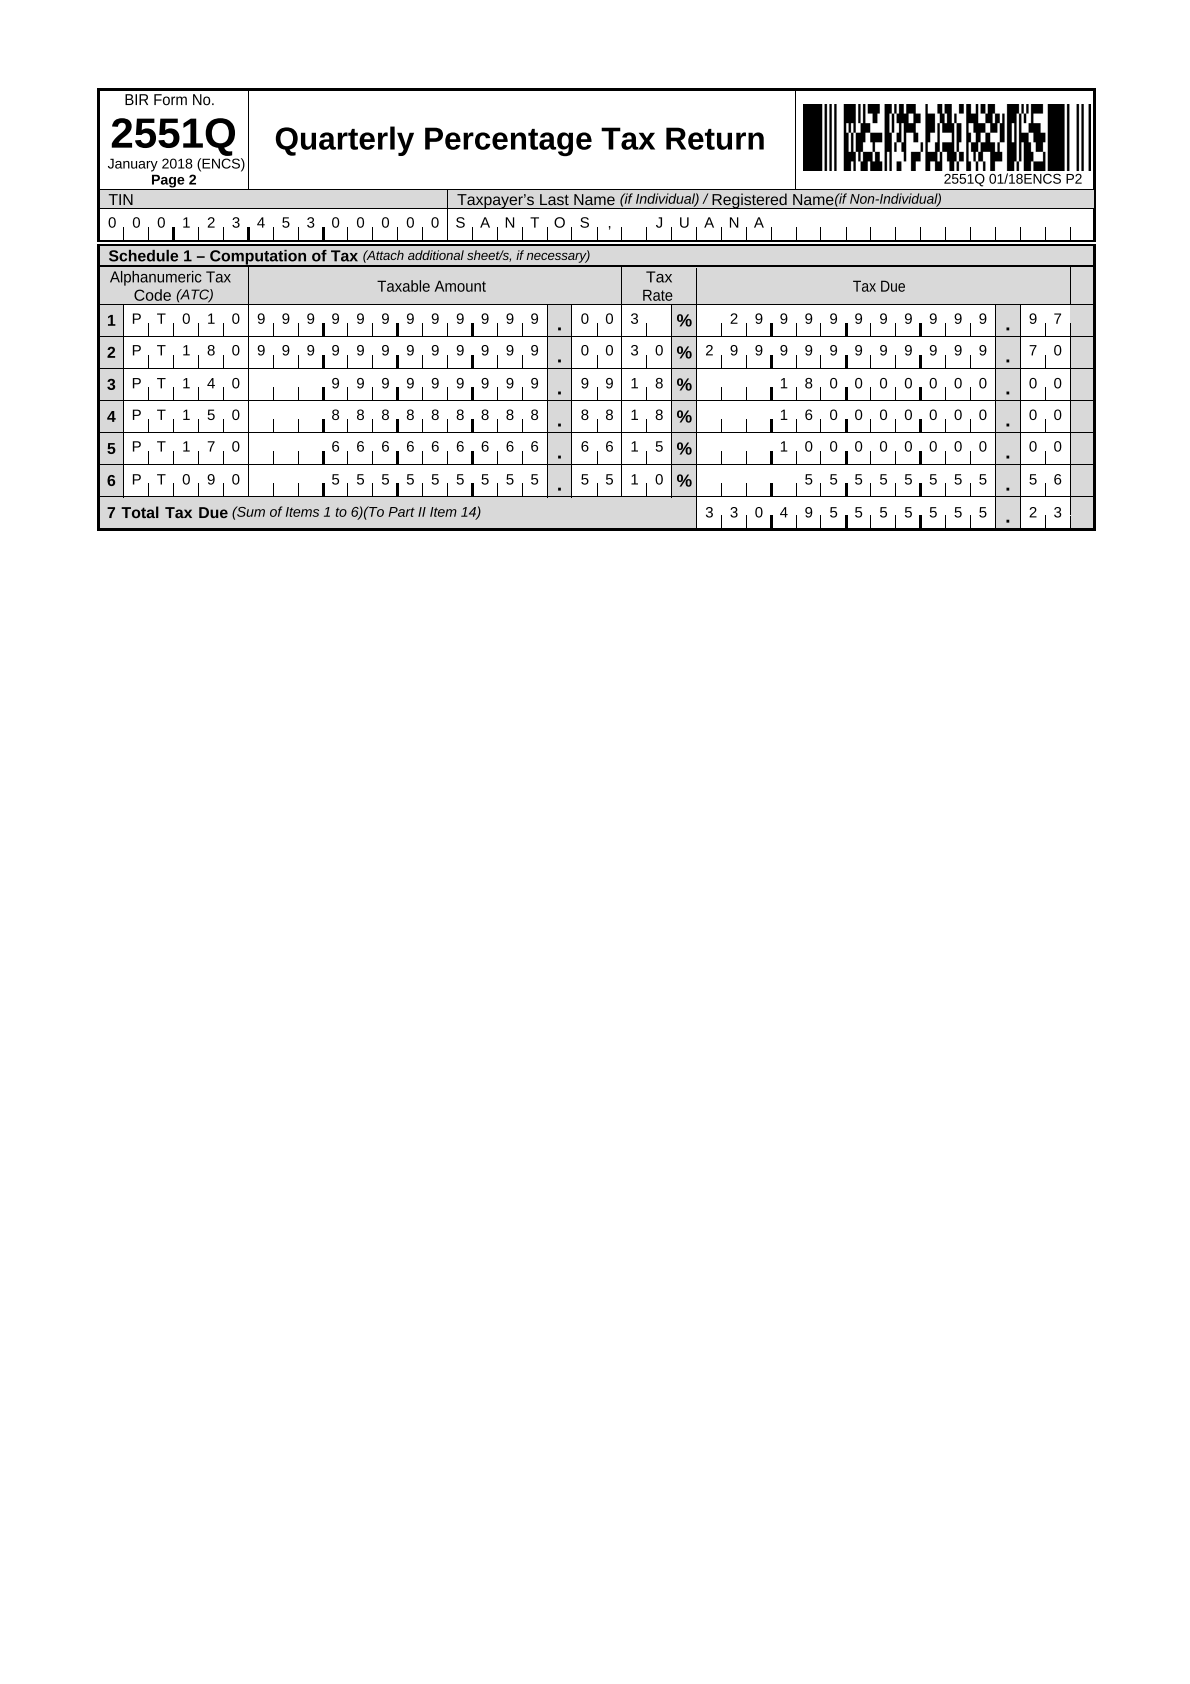 BIR Form No.
2551Q
January 2018 (ENCS)
Page 2
Quarterly Percentage Tax Return
2551Q 01/18ENCS P2
TIN Taxpayer’s Last Name (if Individual) / Registered Name(if Non-Individual)
0 0 0 1 2 3 4 5 3 0 0 0 0 0 S A N T O S , J U A N A
Schedule 1 – Computation of Tax (Attach additional sheet/s, if necessary)
Alphanumeric Tax Code (ATC) Taxable Amount Tax Rate Tax Due
1 P T 0 1 0 9 9 9 9 9 9 9 9 9 9 9 9 . 0 0 3 % 2 9 9 9 9 9 9 9 9 9 9 . 9 7
2 P T 1 8 0 9 9 9 9 9 9 9 9 9 9 9 9 . 0 0 3 0 % 2 9 9 9 9 9 9 9 9 9 9 9 . 7 0
3 P T 1 4 0 9 9 9 9 9 9 9 9 9 . 9 9 1 8 % 1 8 0 0 0 0 0 0 0 . 0 0
4 P T 1 5 0 8 8 8 8 8 8 8 8 8 . 8 8 1 8 % 1 6 0 0 0 0 0 0 0 . 0 0
5 P T 1 7 0 6 6 6 6 6 6 6 6 6 . 6 6 1 5 % 1 0 0 0 0 0 0 0 0 . 0 0
6 P T 0 9 0 5 5 5 5 5 5 5 5 5 . 5 5 1 0 % 5 5 5 5 5 5 5 5 . 5 6
7 Total Tax Due (Sum of Items 1 to 6)(To Part II Item 14) 3 3 0 4 9 5 5 5 5 5 5 5 . 2 3